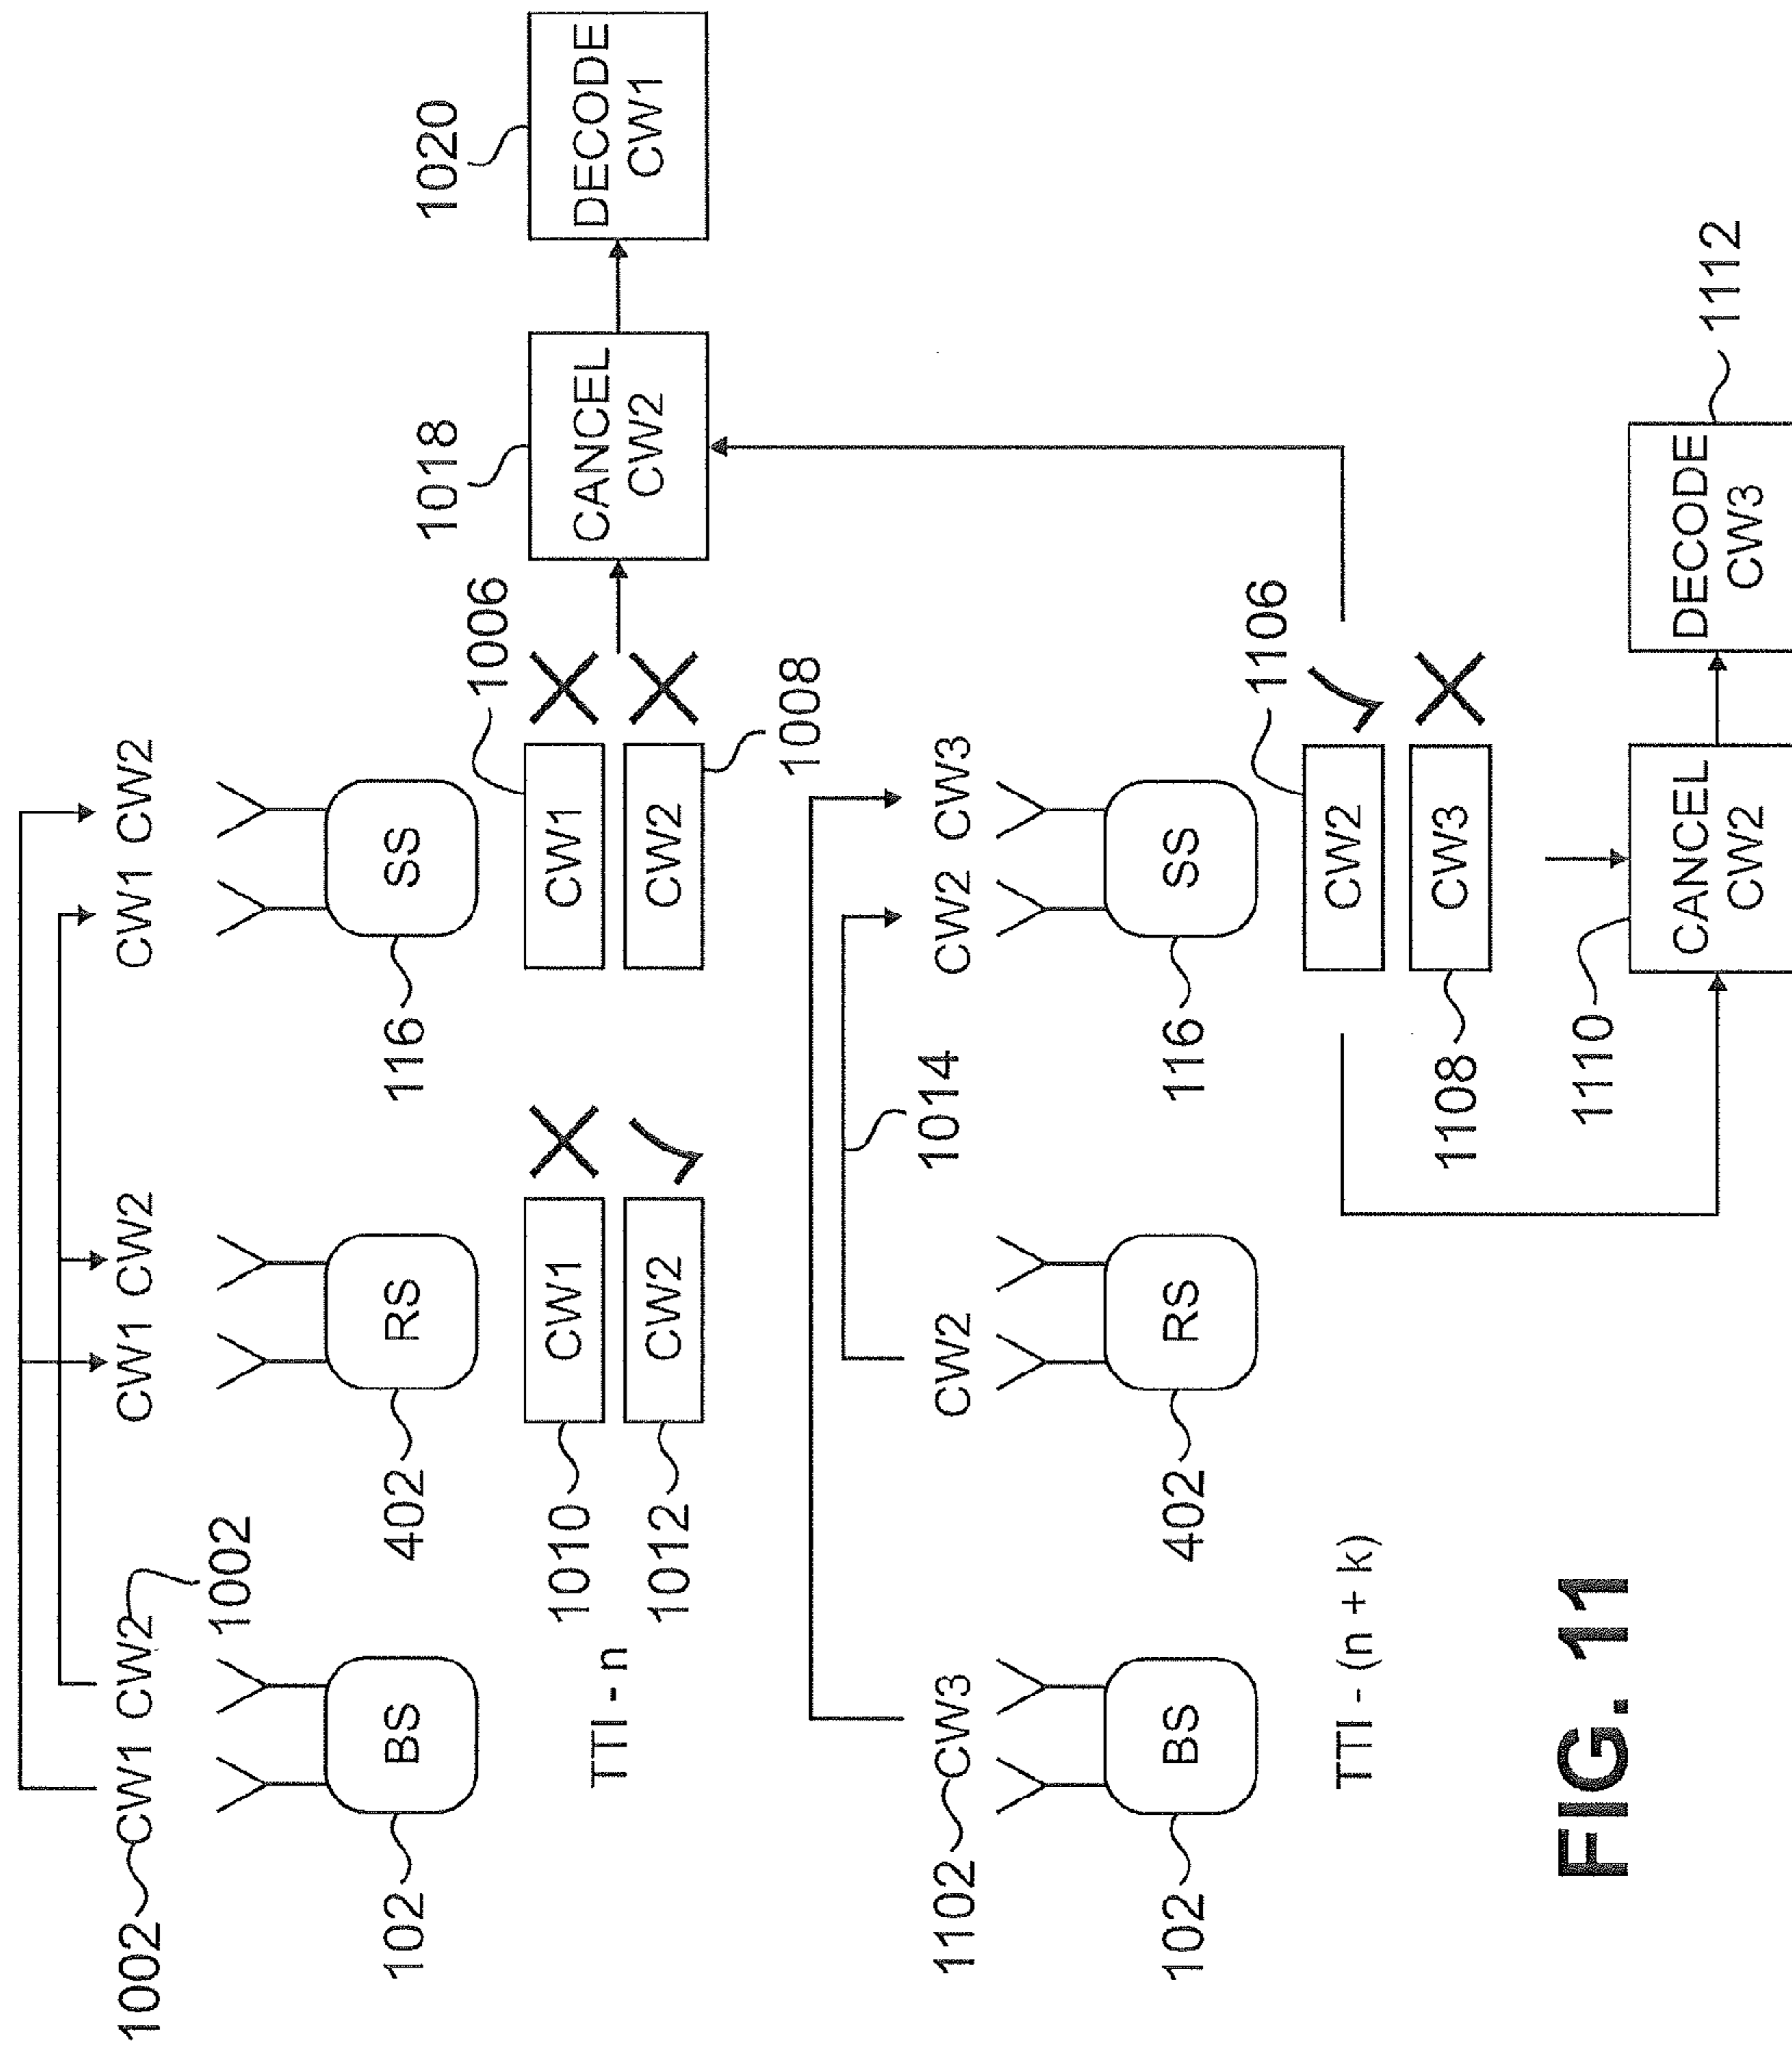 1002
CW1 CW2
1002
CW1 CW2
CW1 CW2
102
BS
402
RS
116
SS
1010
CW1
1012
CW2
1006
CW1
1008
CW2
1018
CANCEL
CW2
1020
DECODE
CW1
TTI - n
1102
CW3
CW2
1014
CW2 CW3
102
BS
402
RS
116
SS
1106
CW2
1108
CW3
TTI - (n + k)
1110
CANCEL
CW2
DECODE
CW3
1112
FIG. 11